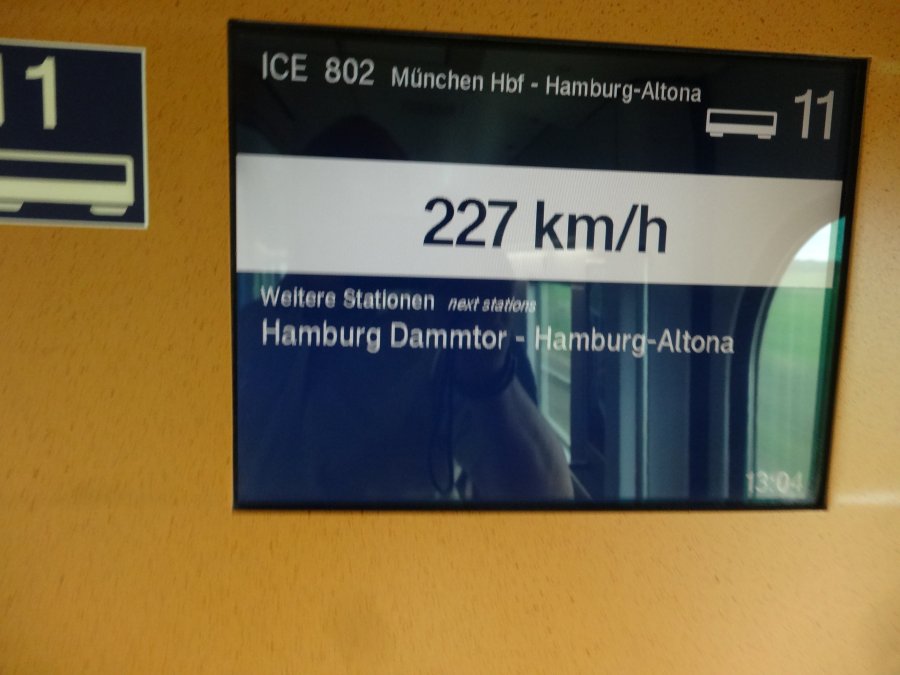 11
ICE 802 München Hbf - Hamburg-Altona
11
227 km/h
Weitere Stationen next stations
Hamburg Dammtor - Hamburg-Altona
13:04